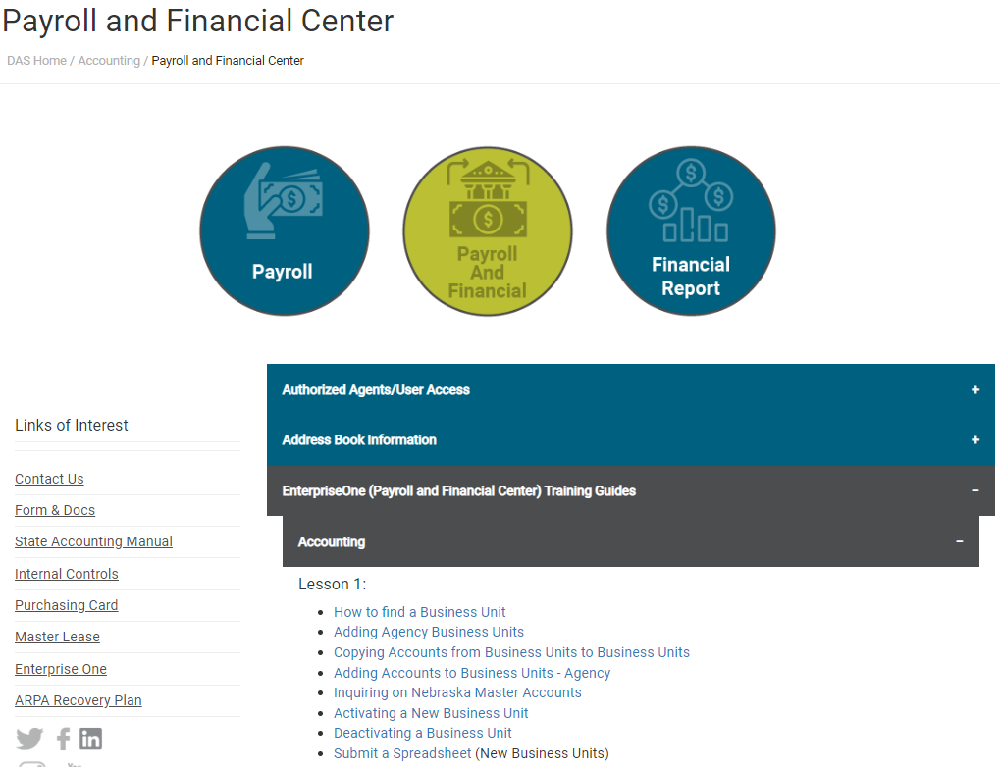 Payroll and Financial Center
DAS Home / Accounting / Payroll and Financial Center
Payroll
Payroll
And
Financial
Financial
Report
Links of Interest
Contact Us
Form & Docs
State Accounting Manual
Internal Controls
Purchasing Card
Master Lease
Enterprise One
ARPA Recovery Plan
Authorized Agents/User Access +
Address Book Information +
EnterpriseOne (Payroll and Financial Center) Training Guides −
Accounting −
Lesson 1:
• How to find a Business Unit
• Adding Agency Business Units
• Copying Accounts from Business Units to Business Units
• Adding Accounts to Business Units - Agency
• Inquiring on Nebraska Master Accounts
• Activating a New Business Unit
• Deactivating a Business Unit
• Submit a Spreadsheet (New Business Units)